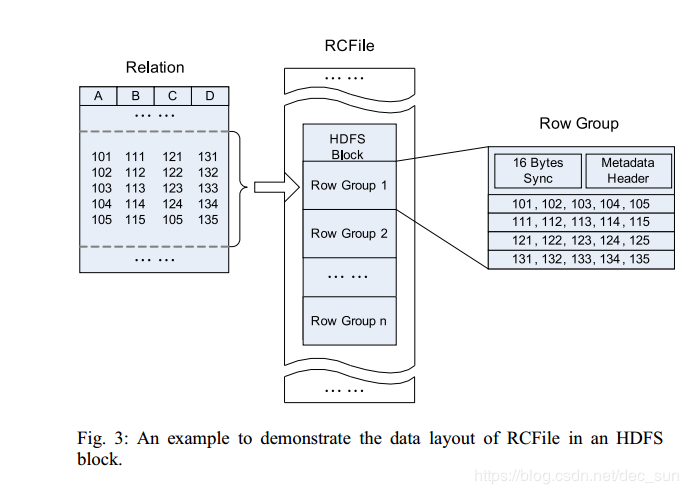 RCFile
Relation
A B C D
... ...
101 111 121 131
102 112 122 132
103 113 123 133
104 114 124 134
105 115 105 135
... ...
... ...
HDFS
Block
Row Group 1
Row Group 2
... ...
Row Group n
... ...
Row Group
16 Bytes
Sync
Metadata
Header
101, 102, 103, 104, 105
111, 112, 113, 114, 115
121, 122, 123, 124, 125
131, 132, 133, 134, 135
Fig. 3: An example to demonstrate the data layout of RCFile in an HDFS
block.
https://blog.csdn.net/dec_sun